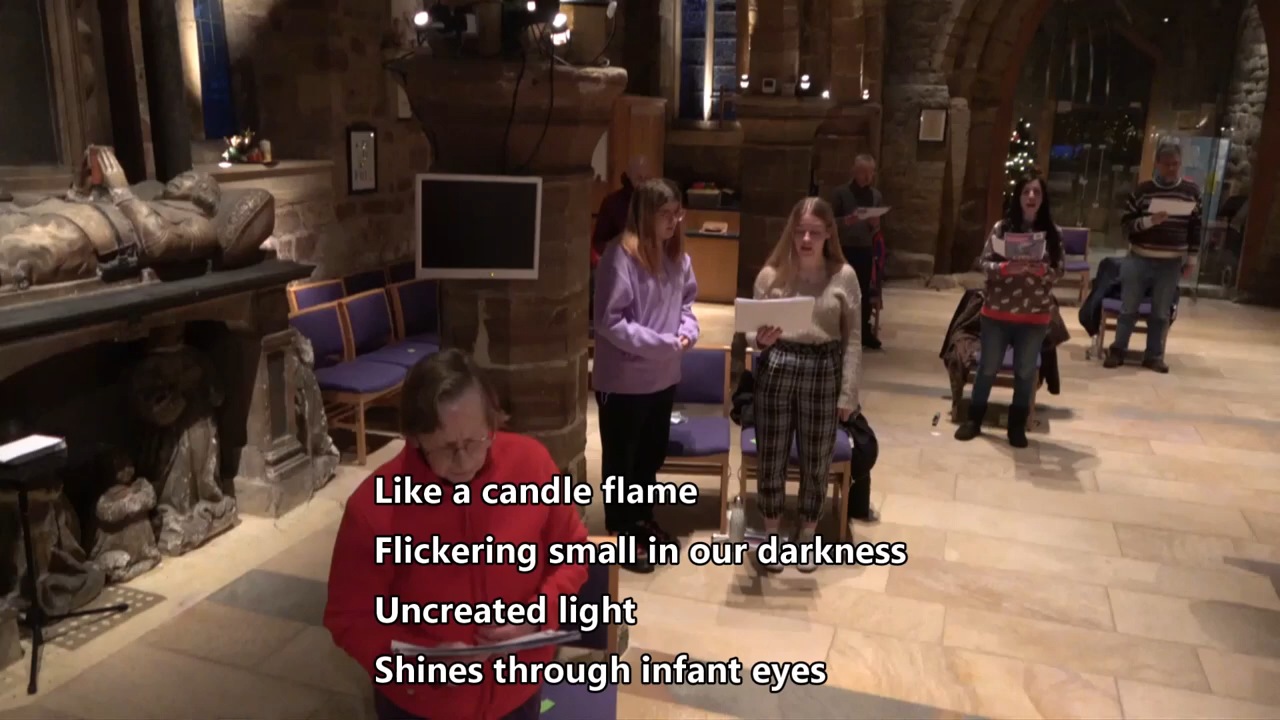 Like a candle flame
Flickering small in our darkness
Uncreated light
Shines through infant eyes